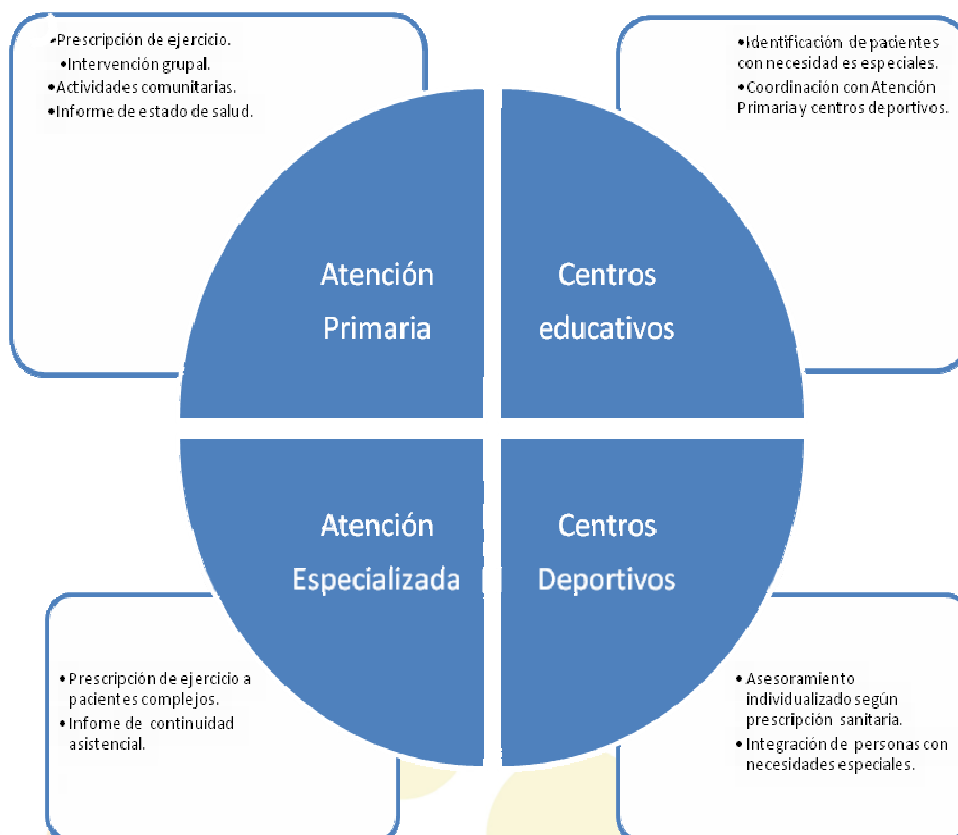 •Prescripción de ejercicio.
•Intervención grupal.
•Actividades comunitarias.
•Informe de estado de salud.
•Identificación de pacientes
con necesidad es especiales.
•Coordinación con Atención
Primaria y centros deportivos.
Atención
Primaria
Centros
educativos
Atención
Especializada
Centros
Deportivos
• Prescripción de ejercicio a
pacientes complejos.
• Infome de continuidad
asistencial.
• Asesoramiento
individualizado según
prescripción sanitaria.
• Integración de personas con
necesidades especiales.